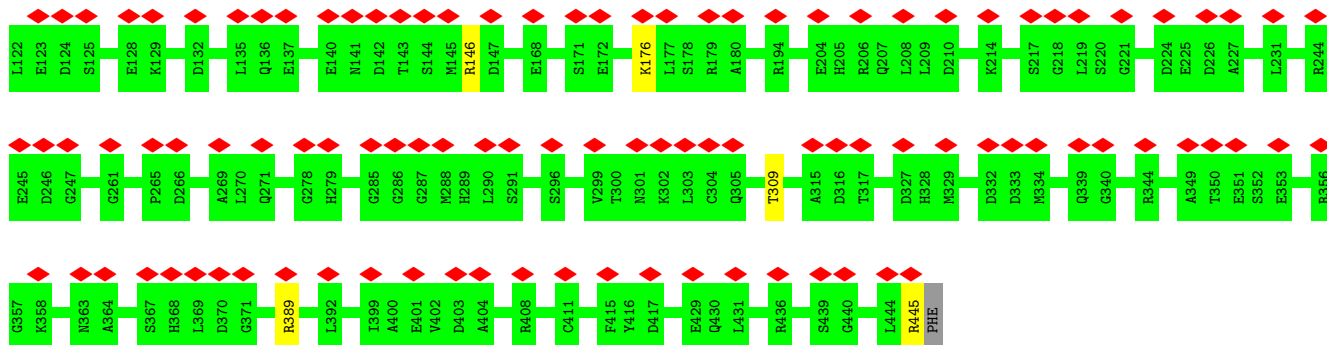 L122 E123 D124 S125 E128 K129 D132 L135 Q136 E137 E140 N141 D142 T143 S144 M145 R146 D147 E168 S171 E172 K176 L177 S178 R179 A180 R194 E204 H205 R206 Q207 L208 L209 D210 K214 S217 G218 L219 S220 G221 D224 E225 D226 A227 L231 R244
E245 D246 G247 G261 P265 D266 A269 L270 Q271 G278 H279 G285 G286 G287 M288 H289 L290 S291 S296 V299 T300 N301 K302 L303 C304 Q305 T309 A315 D316 T317 D327 H328 M329 D332 D333 M334 Q339 G340 R344 A349 T350 E351 S352 E353 R356
G357 K358 N363 A364 S367 H368 L369 D370 G371 R389 L392 I399 A400 E401 V402 D403 A404 R408 C411 F415 Y416 D417 E429 Q430 L431 R436 S439 G440 L444 R445 PHE